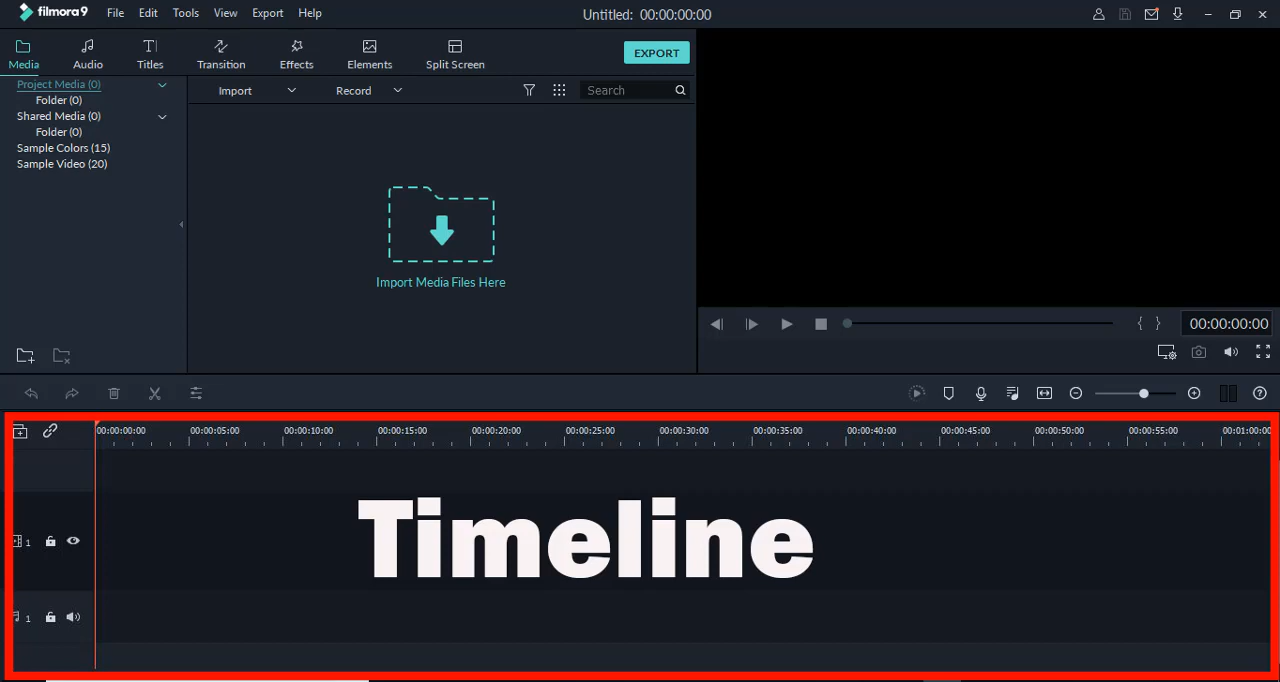 filmora9 File Edit Tools View Export Help Untitled: 00:00:00:00
Media Audio Titles Transition Effects Elements Split Screen EXPORT
Project Media (0)
Folder (0)
Shared Media (0)
Folder (0)
Sample Colors (15)
Sample Video (20)
Import Record Search
Import Media Files Here
00:00:00:00
00:00:00:00 00:00:05:00 00:00:10:00 00:00:15:00 00:00:20:00 00:00:25:00 00:00:30:00 00:00:35:00 00:00:40:00 00:00:45:00 00:00:50:00 00:00:55:00 00:01:00:00
Timeline
1
1